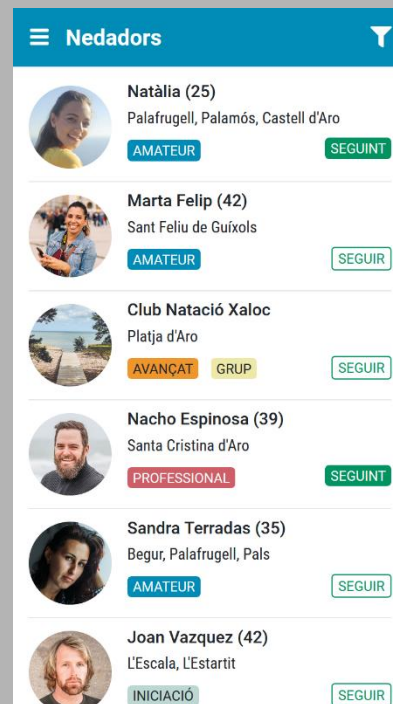 Nedadors
Natàlia (25)
Palafrugell, Palamós, Castell d'Aro
AMATEUR SEGUINT
Marta Felip (42)
Sant Feliu de Guíxols
AMATEUR SEGUIR
Club Natació Xaloc
Platja d'Aro
AVANÇAT GRUP SEGUIR
Nacho Espinosa (39)
Santa Cristina d'Aro
PROFESSIONAL SEGUINT
Sandra Terradas (35)
Begur, Palafrugell, Pals
AMATEUR SEGUIR
Joan Vazquez (42)
L'Escala, L'Estartit
INICIACIÓ SEGUIR